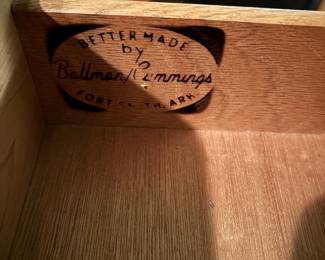 BETTER MADE
by
Ballman/Cummings
FORT SMITH, ARK.